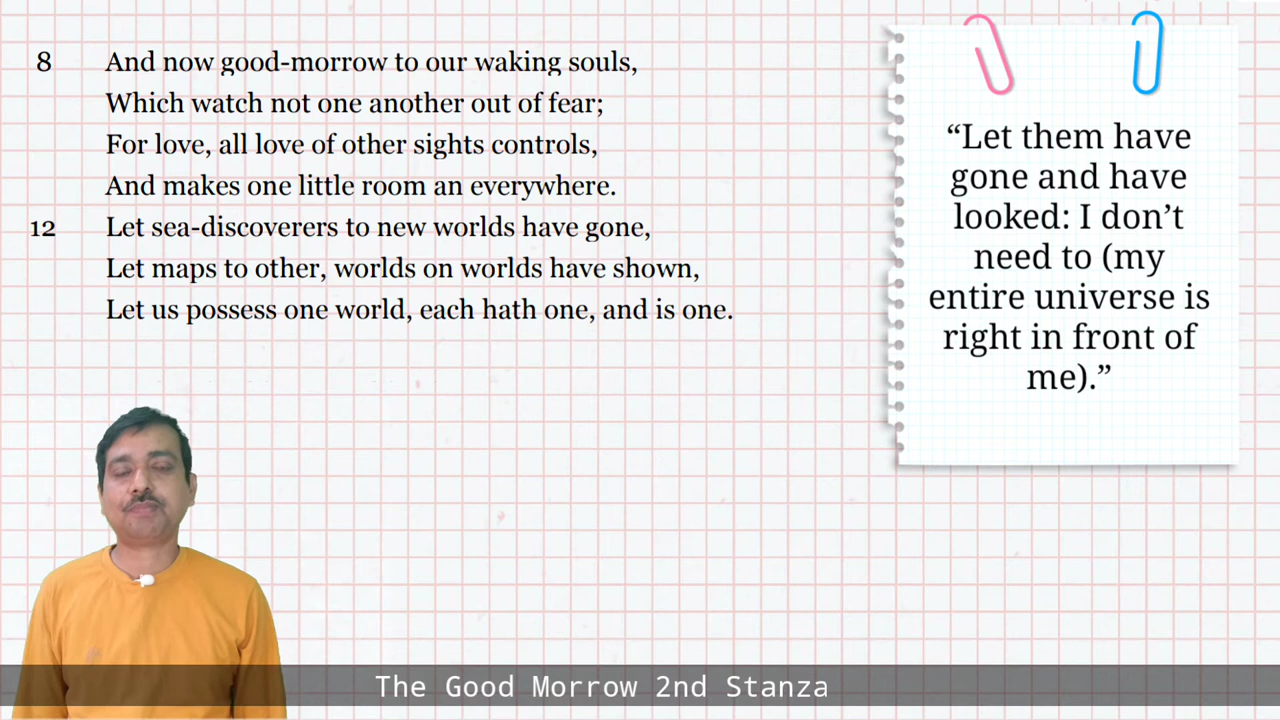 8 And now good-morrow to our waking souls,
Which watch not one another out of fear;
For love, all love of other sights controls,
And makes one little room an everywhere.
12 Let sea-discoverers to new worlds have gone,
Let maps to other, worlds on worlds have shown,
Let us possess one world, each hath one, and is one.
“Let them have
gone and have
looked: I don’t
need to (my
entire universe is
right in front of
me).”
The Good Morrow 2nd Stanza